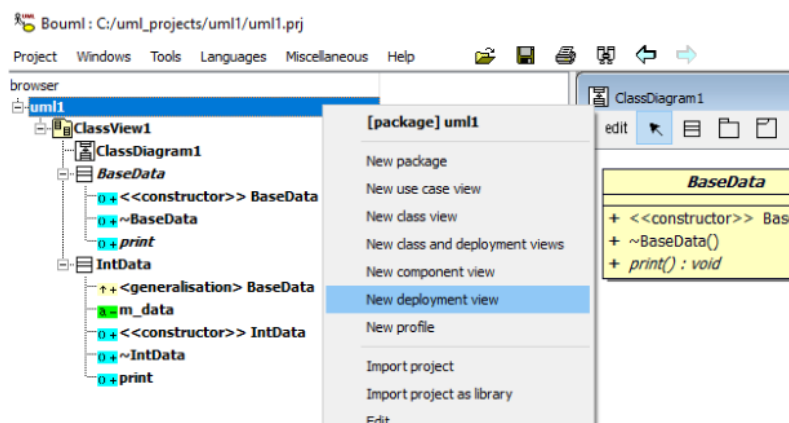 Bouml : C:/uml_projects/uml1/uml1.prj
Project Windows Tools Languages Miscellaneous Help
browser
uml1
ClassView1
ClassDiagram1
BaseData
<<constructor>> BaseData
~BaseData
print
IntData
<generalisation> BaseData
m_data
<<constructor>> IntData
~IntData
print
[package] uml1
New package
New use case view
New class view
New class and deployment views
New component view
New deployment view
New profile
Import project
Import project as library
Edit
ClassDiagram1
edit
BaseData
+ <<constructor>> Bas
+ ~BaseData()
+ print() : void